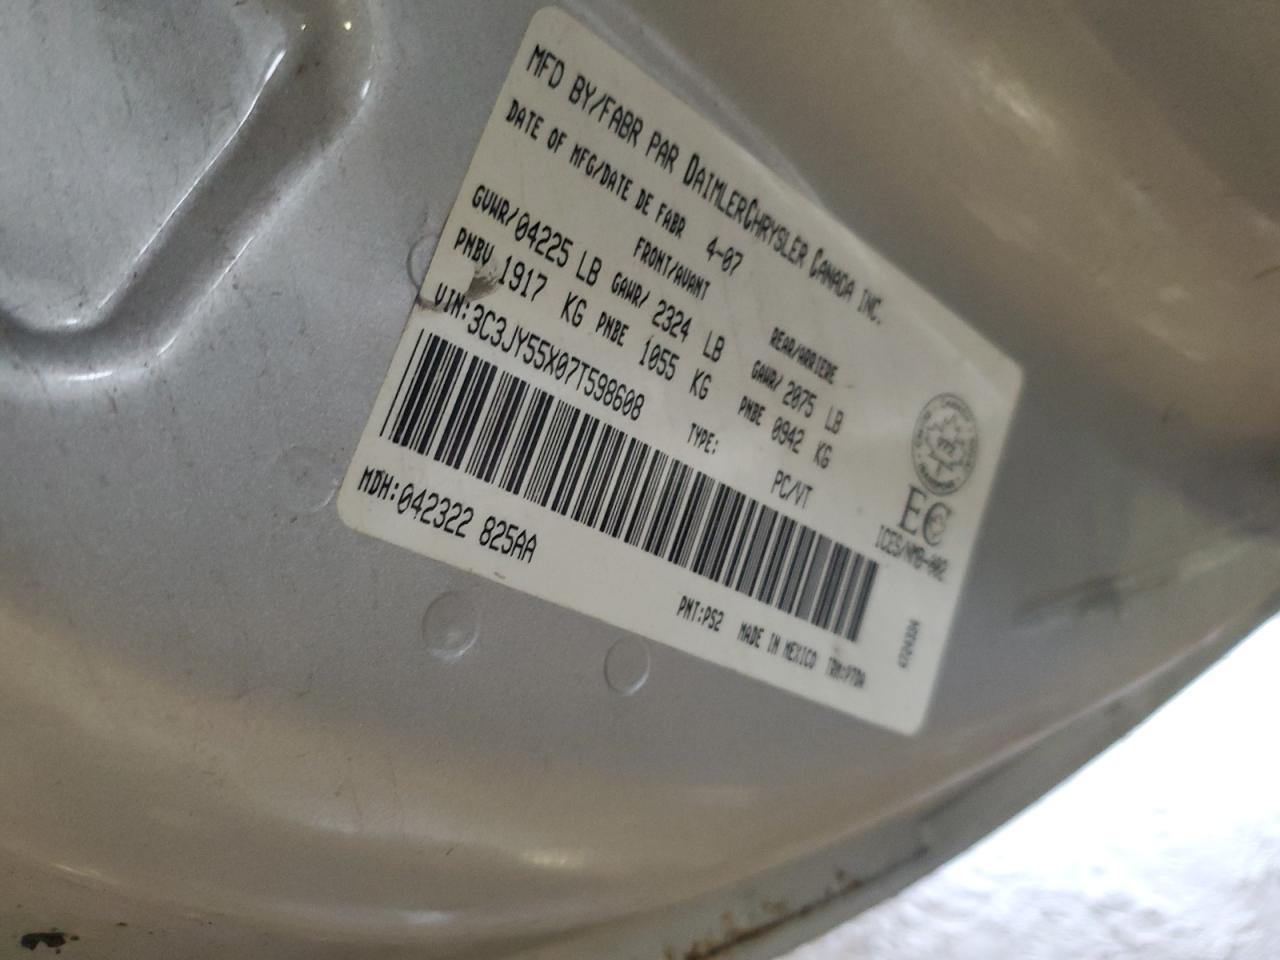 MFD BY/FABR PAR DAIMLERCHRYSLER CANADA INC.
DATE OF MFG/DATE DE FABR 4-07
FRONT/AVANT REAR/ARRIERE
GVWR/04225 LB GAWR/ 2324 LB GAWR/ 2075 LB
PNBV 1917 KG PNBE 1055 KG PNBE 0942 KG
VIN:3C3JY55X07T598608 TYPE: PC/VT
EC
ICES/NMB-002
MDH:042322 825AA
PNT:PS2 MADE IN MEXICO